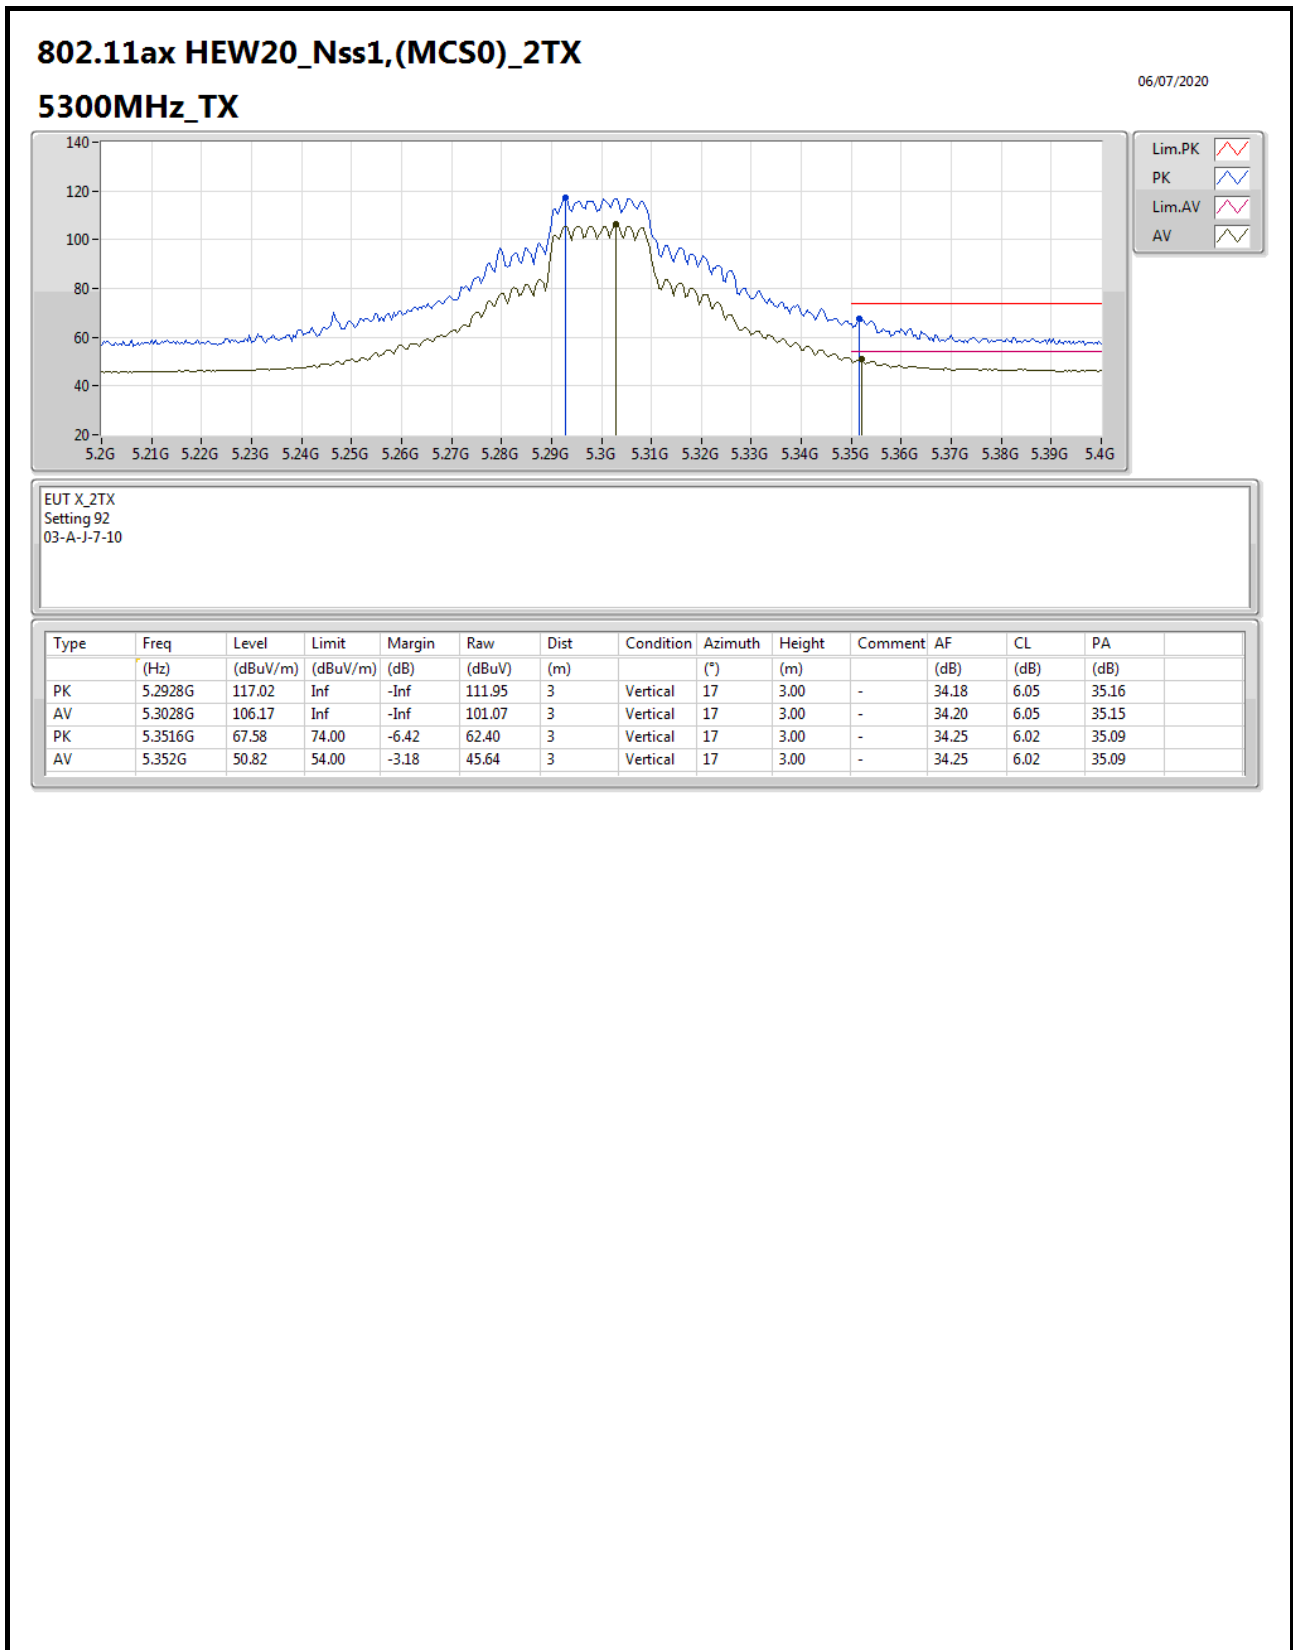 802.11ax HEW20_Nss1,(MCS0)_2TX
06/07/2020
5300MHz_TX
140
120
100
80
60
40
20
5.2G 5.21G 5.22G 5.23G 5.24G 5.25G 5.26G 5.27G 5.28G 5.29G 5.3G 5.31G 5.32G 5.33G 5.34G 5.35G 5.36G 5.37G 5.38G 5.39G 5.4G
Lim.PK
PK
Lim.AV
AV
EUT X_2TX
Setting 92
03-A-J-7-10
Type Freq Level Limit Margin Raw Dist Condition Azimuth Height Comment AF CL PA
(Hz) (dBuV/m) (dBuV/m) (dB) (dBuV) (m) (°) (m) (dB) (dB) (dB)
PK 5.2928G 117.02 Inf -Inf 111.95 3 Vertical 17 3.00 - 34.18 6.05 35.16
AV 5.3028G 106.17 Inf -Inf 101.07 3 Vertical 17 3.00 - 34.20 6.05 35.15
PK 5.3516G 67.58 74.00 -6.42 62.40 3 Vertical 17 3.00 - 34.25 6.02 35.09
AV 5.352G 50.82 54.00 -3.18 45.64 3 Vertical 17 3.00 - 34.25 6.02 35.09